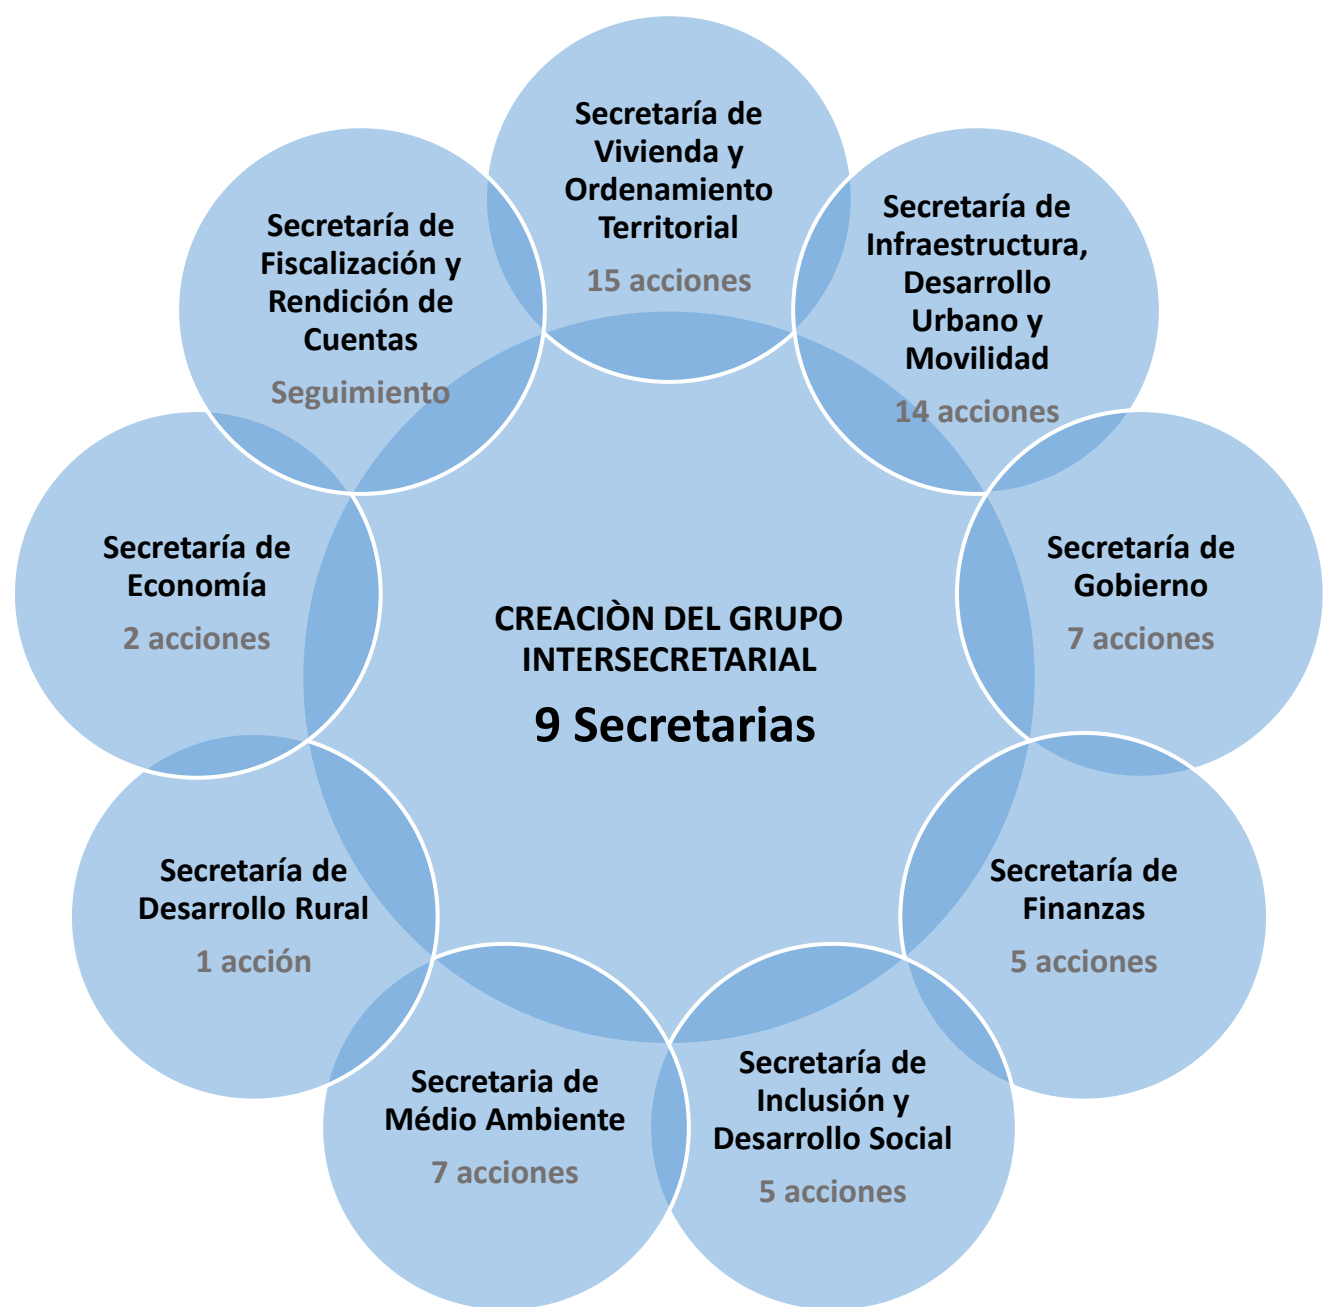 Secretaría de
Vivienda y
Ordenamiento
Territorial
15 acciones
Secretaría de
Infraestructura,
Desarrollo
Urbano y
Movilidad
14 acciones
Secretaría de
Gobierno
7 acciones
Secretaría de
Finanzas
5 acciones
Secretaría de
Inclusión y
Desarrollo Social
5 acciones
Secretaria de
Médio Ambiente
7 acciones
Secretaría de
Desarrollo Rural
1 acción
Secretaría de
Economía
2 acciones
Secretaría de
Fiscalización y
Rendición de
Cuentas
Seguimiento
CREACIÒN DEL GRUPO
INTERSECRETARIAL
9 Secretarias